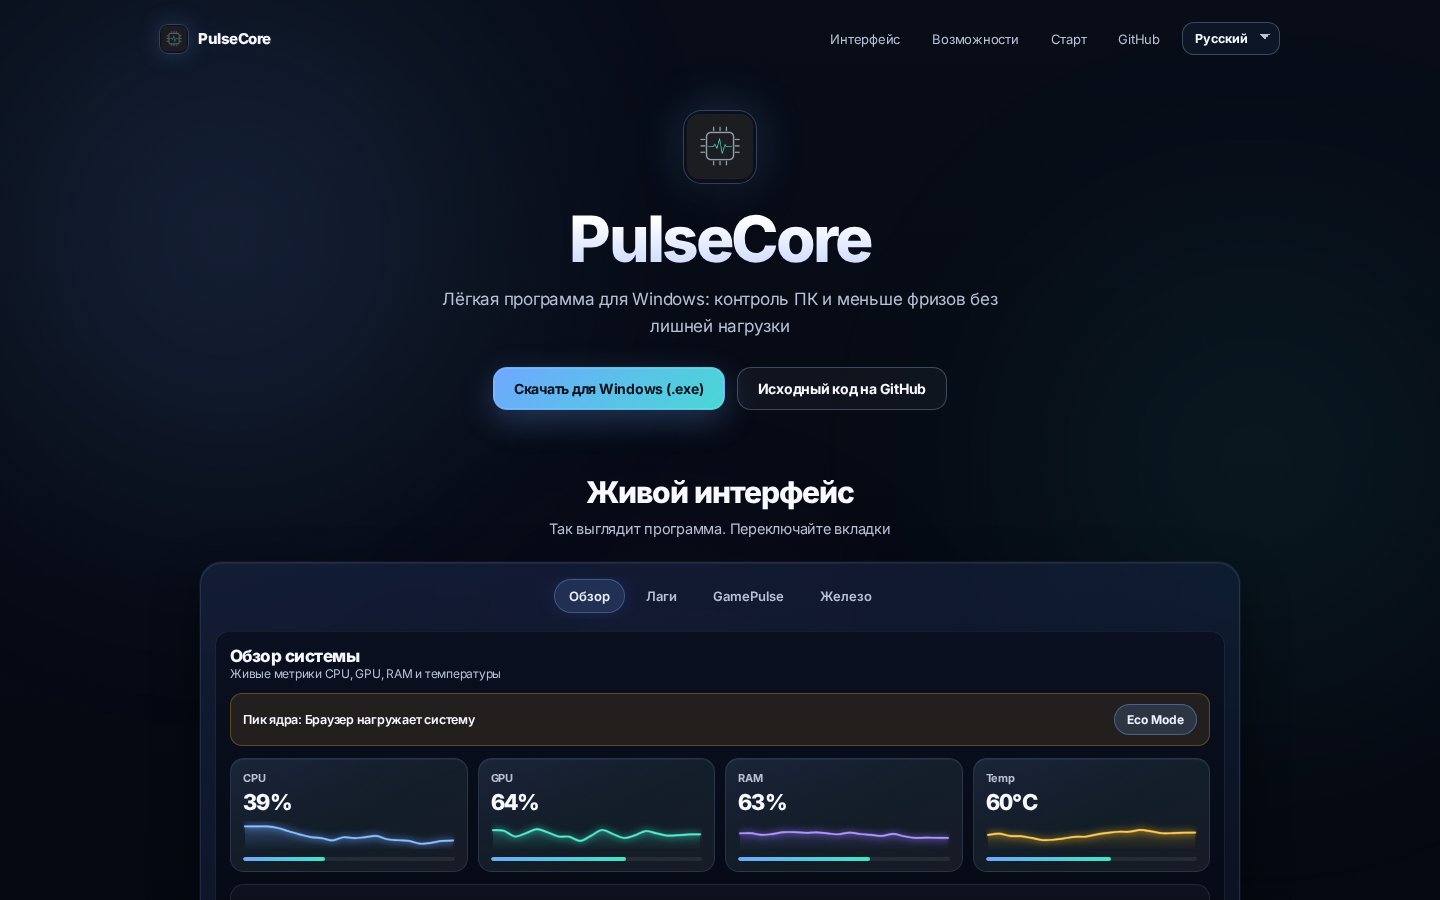 PulseCore
Интерфейс
Возможности
Старт
GitHub
Русский
PulseCore
Лёгкая программа для Windows: контроль ПК и меньше фризов без
лишней нагрузки
Скачать для Windows (.exe)
Исходный код на GitHub
Живой интерфейс
Так выглядит программа. Переключайте вкладки
Обзор
Лаги
GamePulse
Железо
Обзор системы
Живые метрики CPU, GPU, RAM и температуры
Пик ядра: Браузер нагружает систему
Eco Mode
CPU
39%
GPU
64%
RAM
63%
Temp
60°C